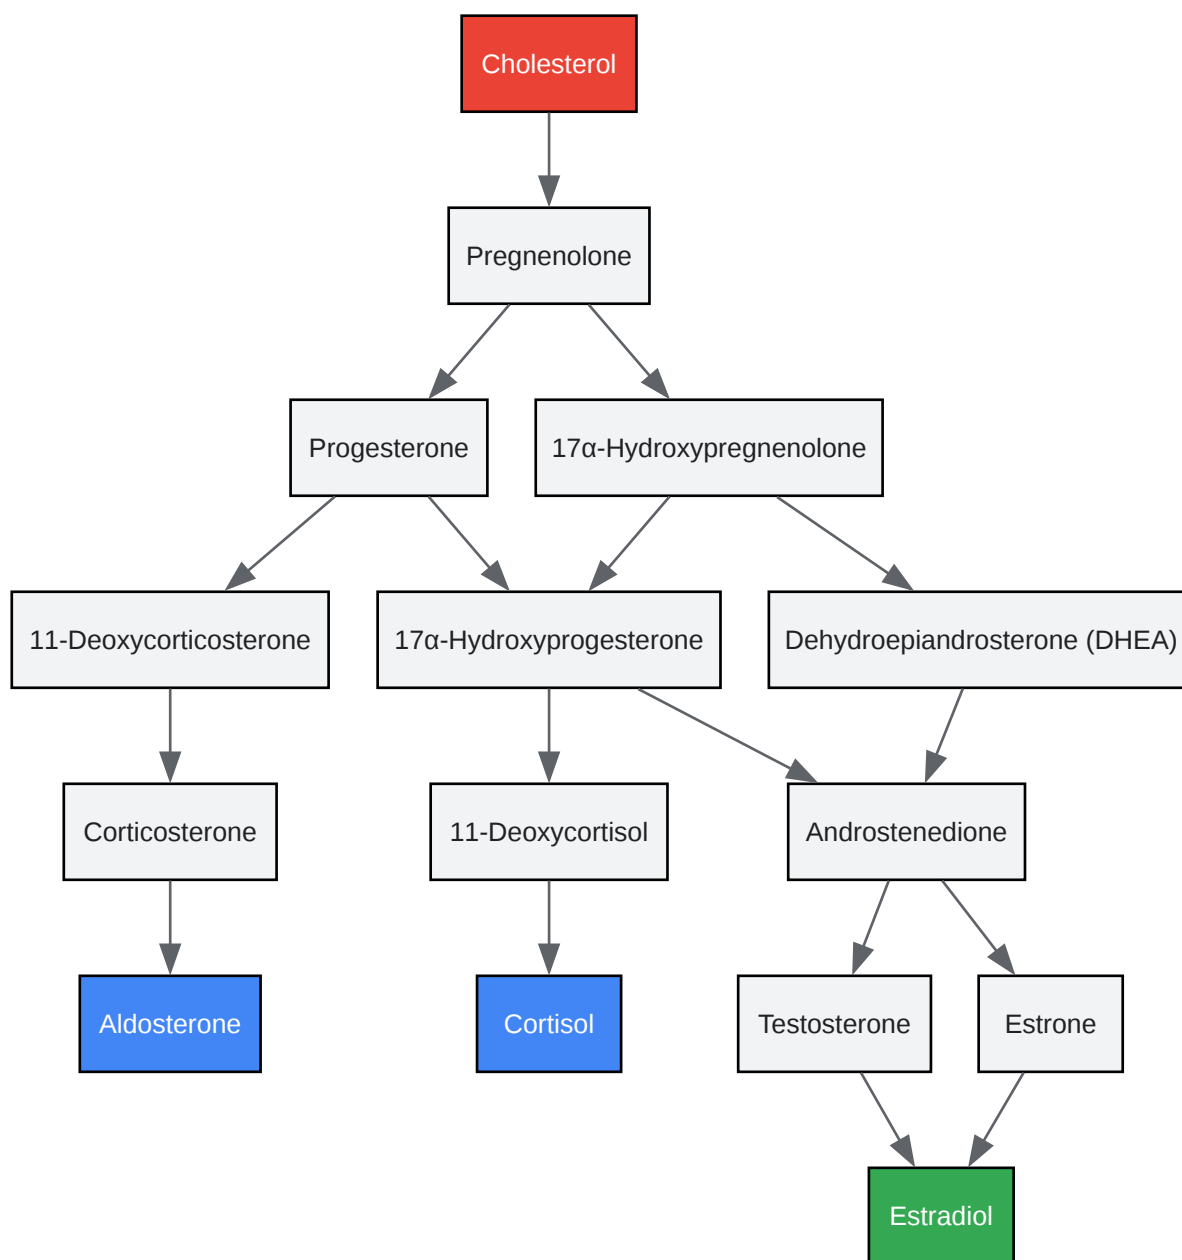 Cholesterol
Pregnenolone
Progesterone
17α-Hydroxypregnenolone
11-Deoxycorticosterone
17α-Hydroxyprogesterone
Dehydroepiandrosterone (DHEA)
Corticosterone
11-Deoxycortisol
Androstenedione
Aldosterone
Cortisol
Testosterone
Estrone
Estradiol